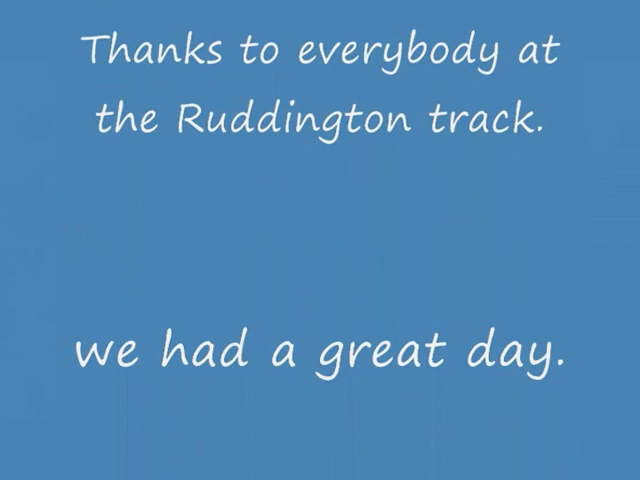 Thanks to everybody at
the Ruddington track.
we had a great day.